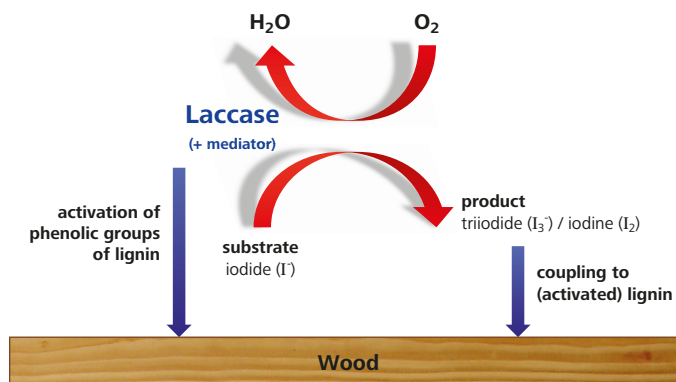 H₂O
O₂
Laccase
(+ mediator)
activation of
phenolic groups
of lignin
substrate
iodide (I⁻)
product
triiodide (I₃⁻) / iodine (I₂)
coupling to
(activated) lignin
Wood